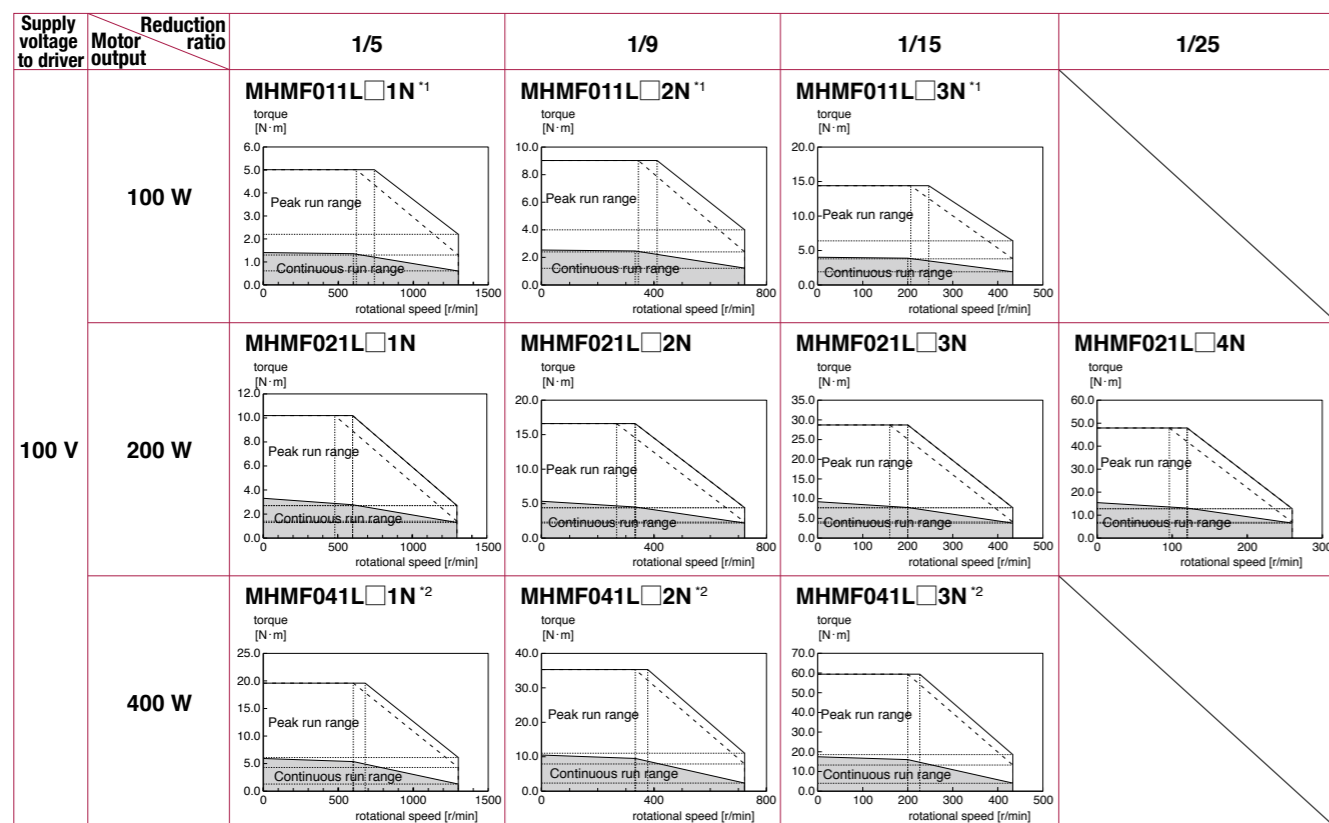 Supply voltage to driver
Reduction ratio
Motor output
1/5
1/9
1/15
1/25
100 V
100 W
MHMF011L□1N *1
torque
[N·m]
6.0
5.0
4.0
3.0
2.0
1.0
0.0
Peak run range
Continuous run range
0 500 1000 1500
rotational speed [r/min]
MHMF011L□2N *1
torque
[N·m]
10.0
8.0
6.0
4.0
2.0
0.0
Peak run range
Continuous run range
0 400 800
rotational speed [r/min]
MHMF011L□3N *1
torque
[N·m]
20.0
15.0
10.0
5.0
0.0
Peak run range
Continuous run range
0 100 200 300 400 500
rotational speed [r/min]
200 W
MHMF021L□1N
torque
[N·m]
12.0
10.0
8.0
6.0
4.0
2.0
0.0
Peak run range
Continuous run range
0 500 1000 1500
rotational speed [r/min]
MHMF021L□2N
torque
[N·m]
20.0
15.0
10.0
5.0
0.0
Peak run range
Continuous run range
0 400 800
rotational speed [r/min]
MHMF021L□3N
torque
[N·m]
35.0
30.0
25.0
20.0
15.0
10.0
5.0
0.0
Peak run range
Continuous run range
0 100 200 300 400 500
rotational speed [r/min]
MHMF021L□4N
torque
[N·m]
60.0
50.0
40.0
30.0
20.0
10.0
0.0
Peak run range
Continuous run range
0 100 200 300
rotational speed [r/min]
400 W
MHMF041L□1N *2
torque
[N·m]
25.0
20.0
15.0
10.0
5.0
0.0
Peak run range
Continuous run range
0 500 1000 1500
rotational speed [r/min]
MHMF041L□2N *2
torque
[N·m]
40.0
30.0
20.0
10.0
0.0
Peak run range
Continuous run range
0 400 800
rotational speed [r/min]
MHMF041L□3N *2
torque
[N·m]
70.0
60.0
50.0
40.0
30.0
20.0
10.0
0.0
Peak run range
Continuous run range
0 100 200 300 400 500
rotational speed [r/min]